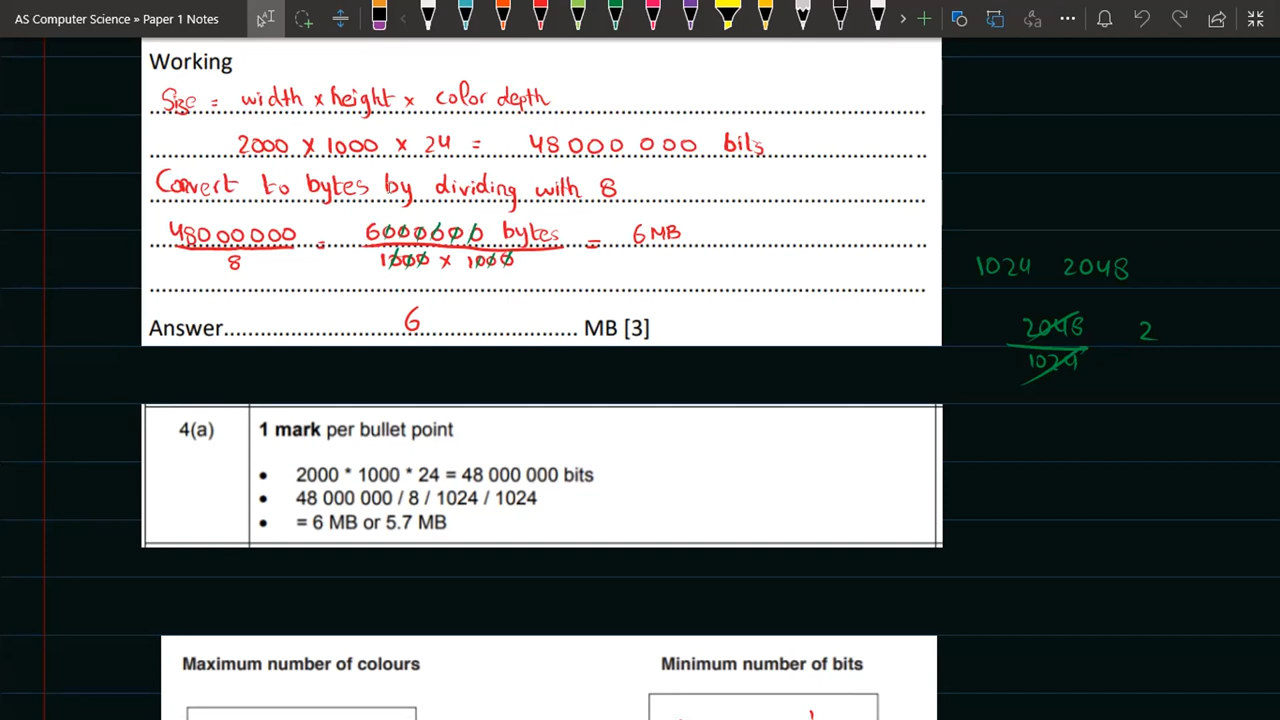 AS Computer Science » Paper 1 Notes
Working
Size = width × height × color depth
2000 × 1000 × 24 = 48 000 000 bits
Convert to bytes by dividing with 8
48000000 / 8 = 6000000 bytes / 1000 × 1000 = 6 MB
1024 2048
Answer 6 MB [3]
2048 / 1024 2
4(a) 1 mark per bullet point
• 2000 * 1000 * 24 = 48 000 000 bits
• 48 000 000 / 8 / 1024 / 1024
• = 6 MB or 5.7 MB
Maximum number of colours Minimum number of bits